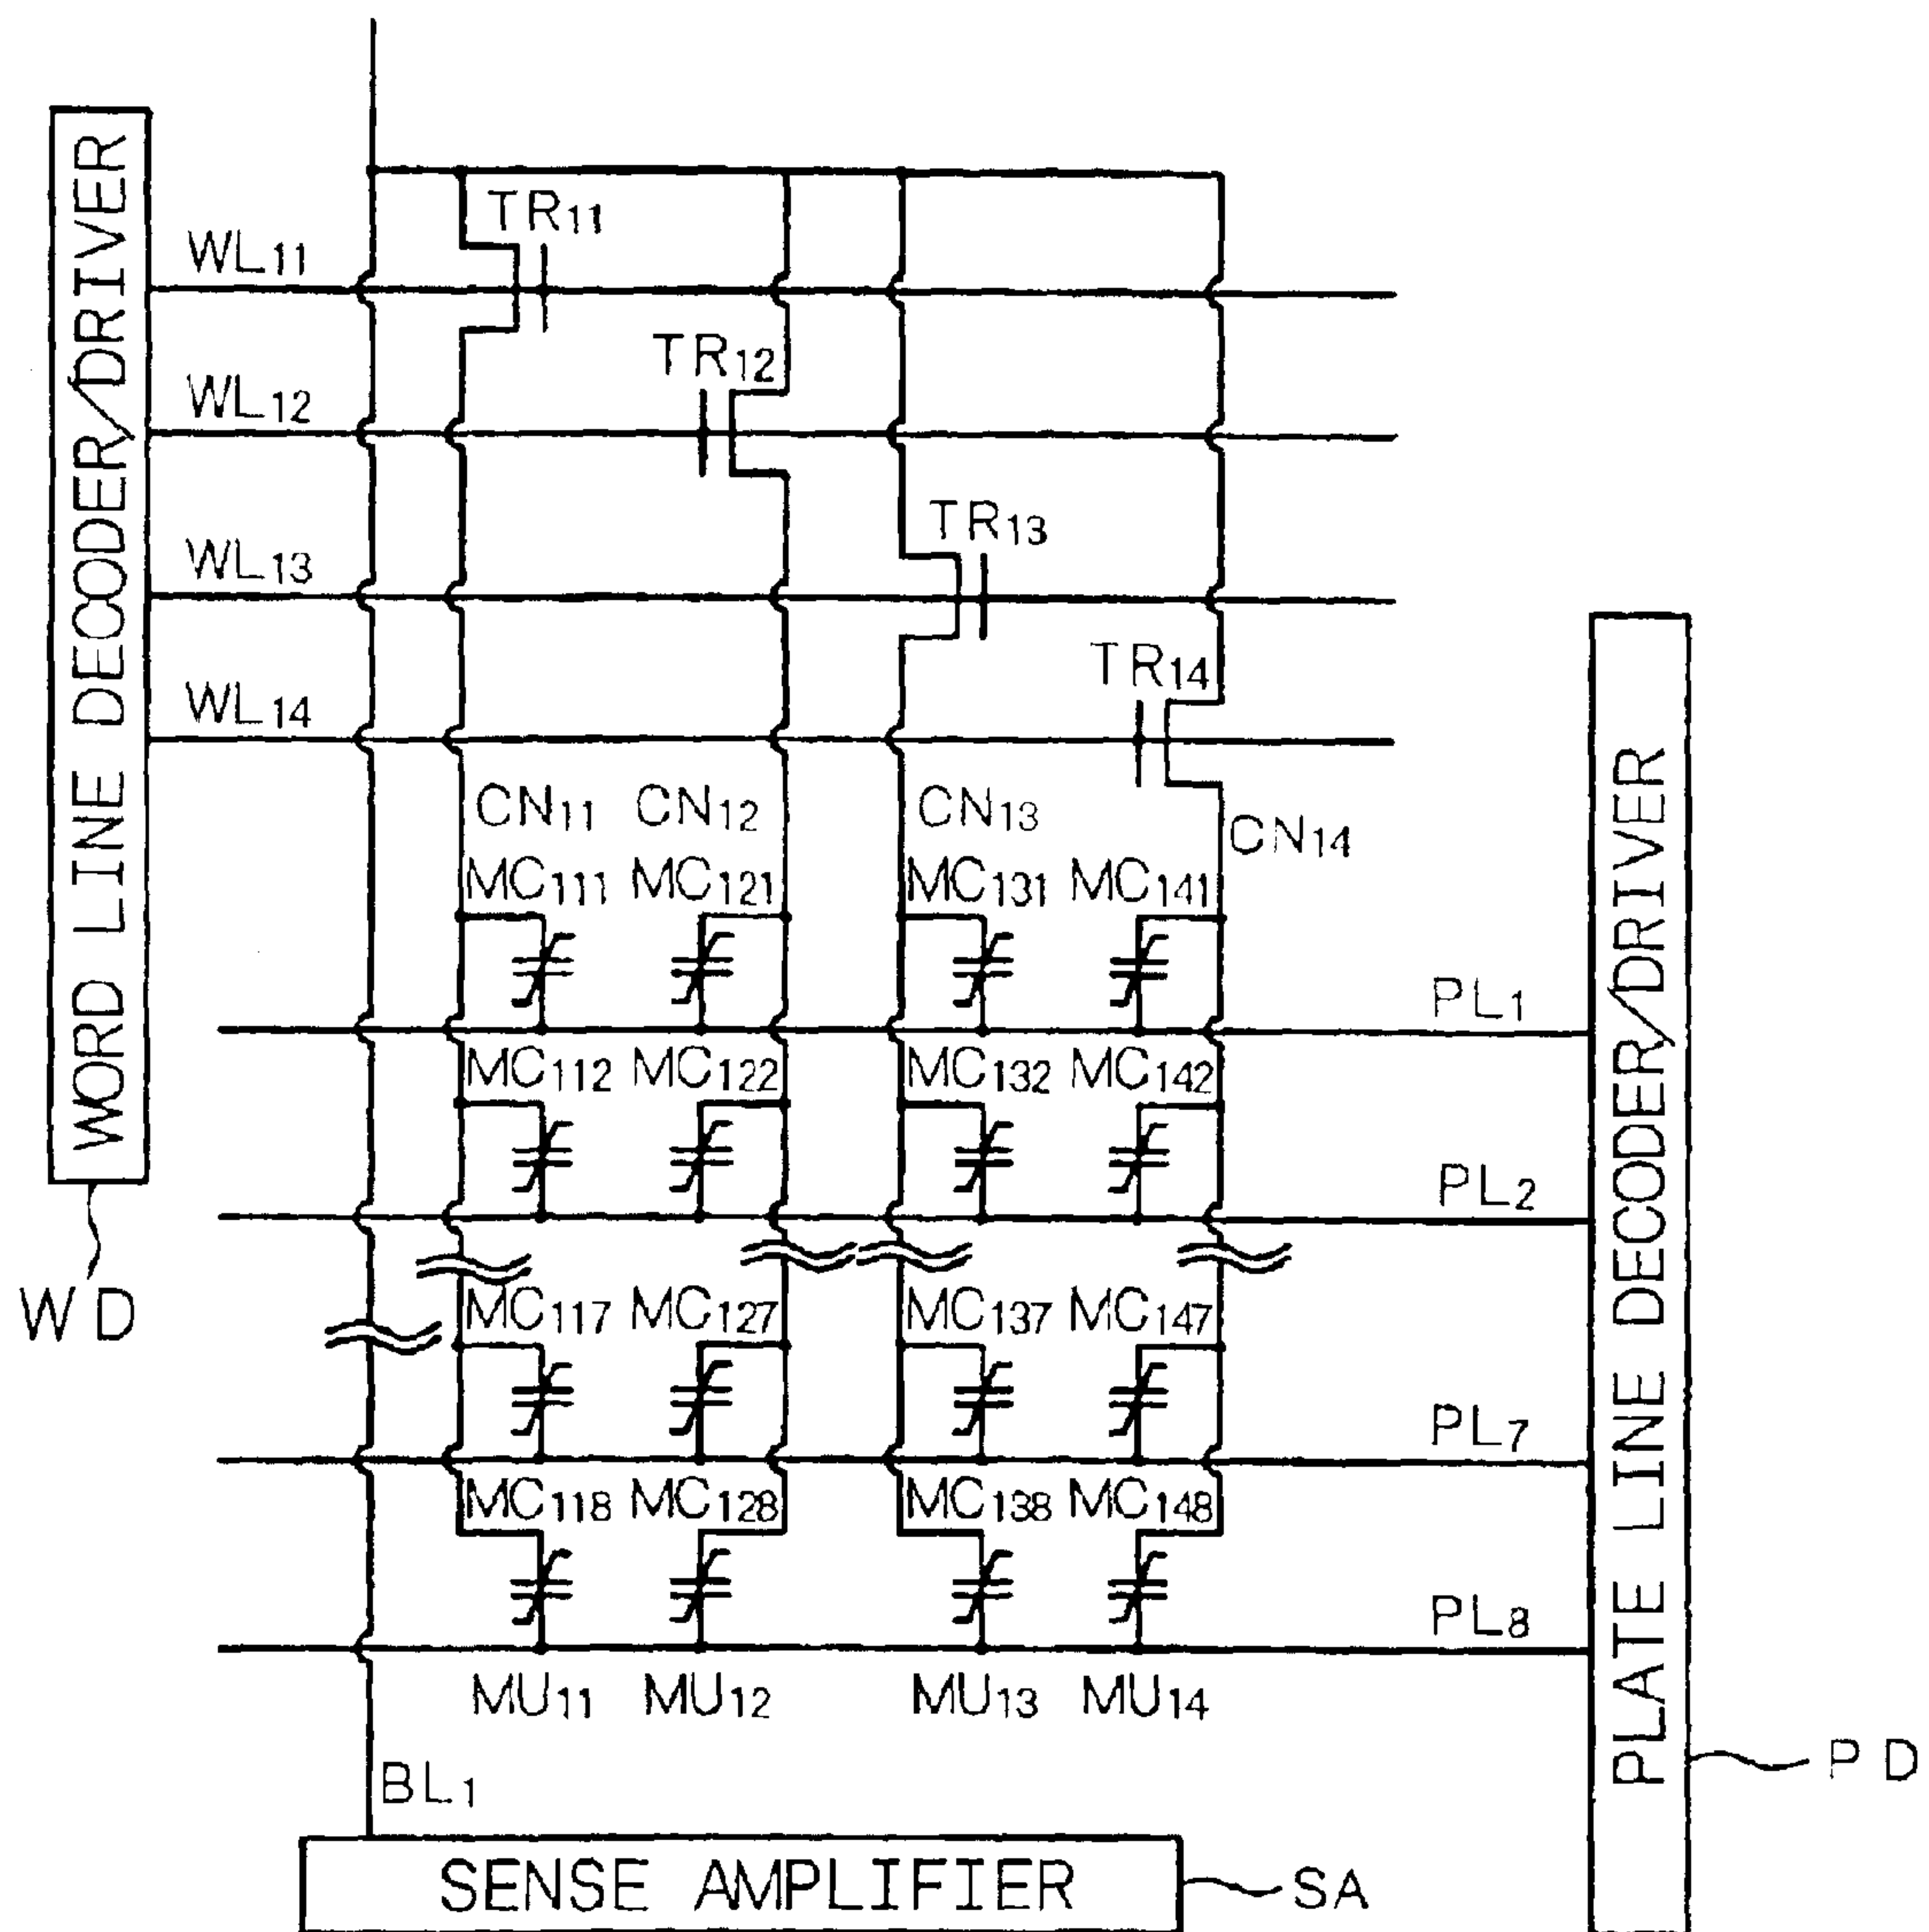 WORD LINE DECODER/DRIVER
TR11
WL11
TR12
WL12
TR13
WL13
TR14
WL14
CN11 CN12 CN13 CN14
MC111 MC121 MC131 MC141
PL1
MC112 MC122 MC132 MC142
PL2
WD
MC117 MC127 MC137 MC147
PL7
MC118 MC128 MC138 MC148
PL8
MU11 MU12 MU13 MU14
PLATE LINE DECODER/DRIVER
PD
BL1
SENSE AMPLIFIER
SA